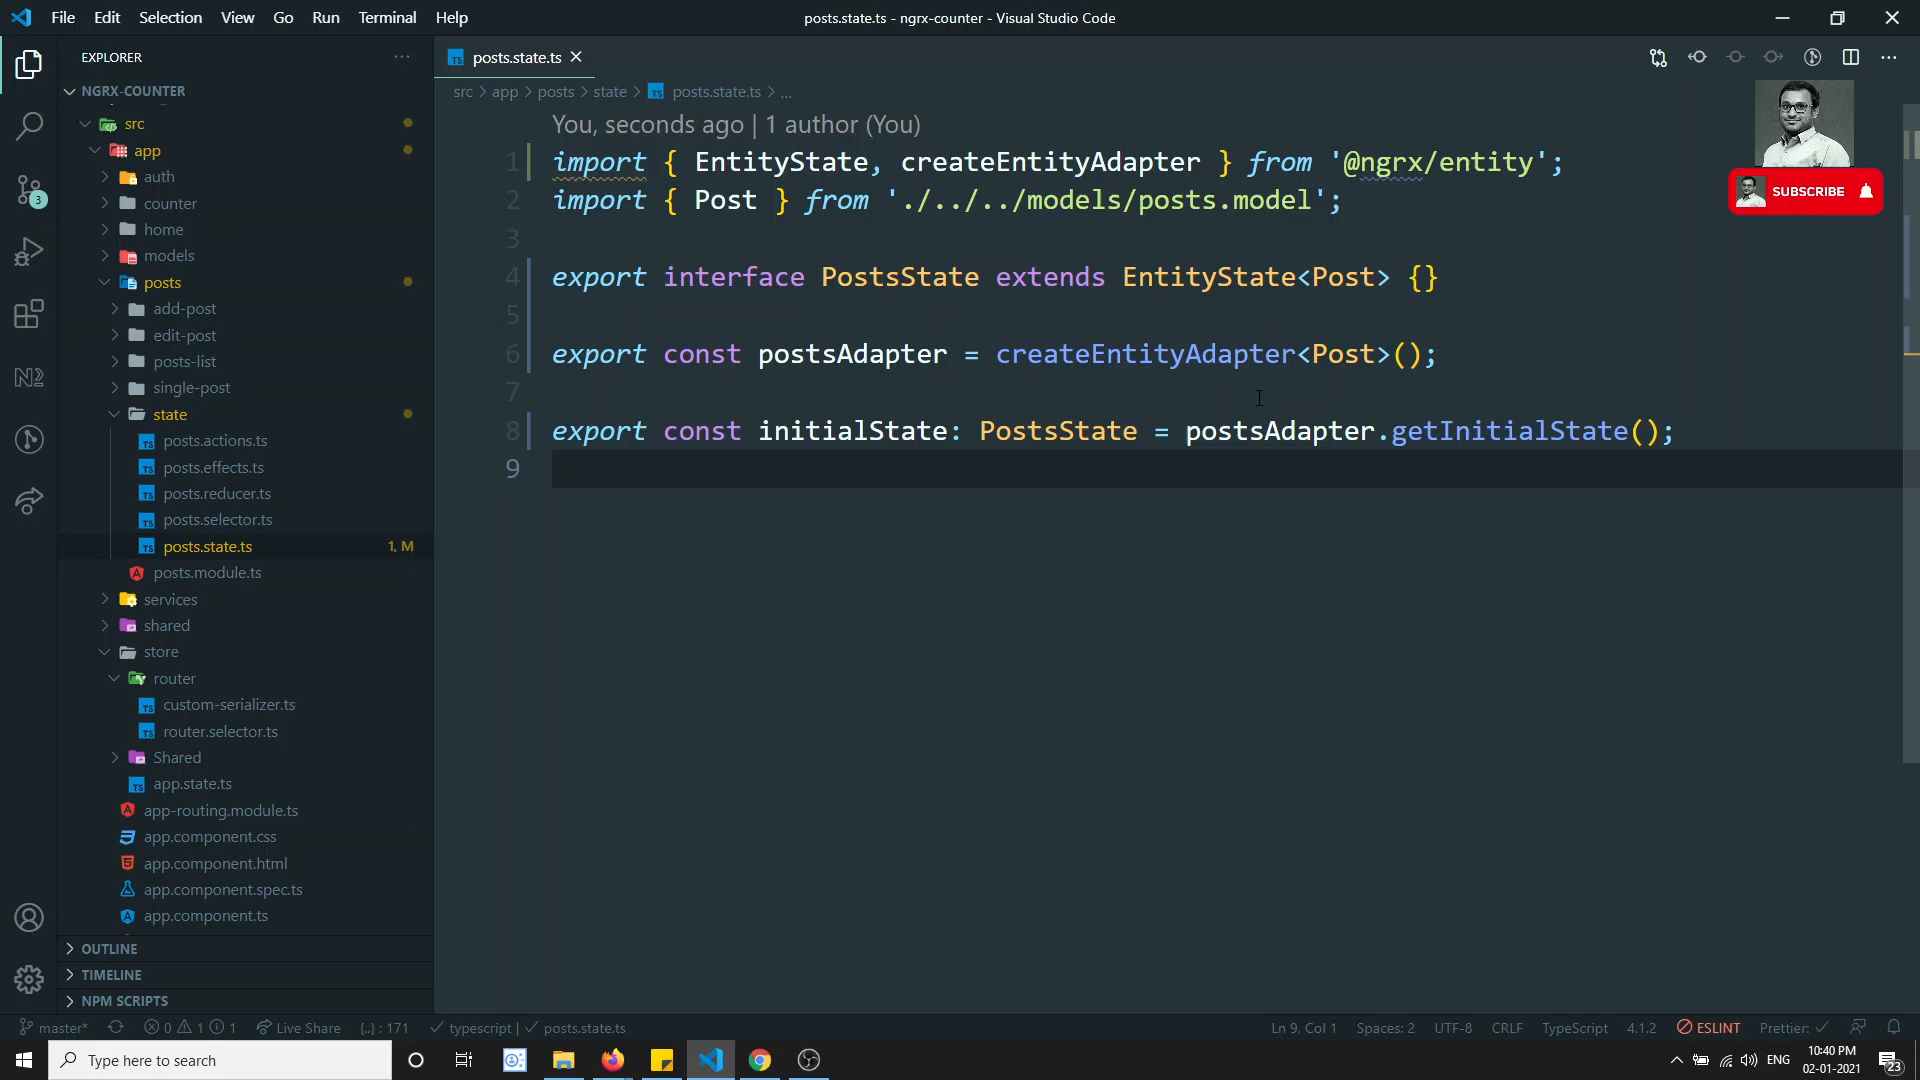 File Edit Selection View Go Run Terminal Help
posts.state.ts - ngrx-counter - Visual Studio Code
EXPLORER
NGRX-COUNTER
src
app
auth
counter
home
models
posts
add-post
edit-post
posts-list
single-post
state
posts.actions.ts
posts.effects.ts
posts.reducer.ts
posts.selector.ts
posts.state.ts 1, M
posts.module.ts
services
shared
store
router
custom-serializer.ts
router.selector.ts
Shared
app.state.ts
app-routing.module.ts
app.component.css
app.component.html
app.component.spec.ts
app.component.ts
OUTLINE
TIMELINE
NPM SCRIPTS
3
posts.state.ts
src > app > posts > state > posts.state.ts > ...
You, seconds ago | 1 author (You)
1 import { EntityState, createEntityAdapter } from '@ngrx/entity';
2 import { Post } from './../../models/posts.model';
3
4 export interface PostsState extends EntityState<Post> {}
5
6 export const postsAdapter = createEntityAdapter<Post>();
7
8 export const initialState: PostsState = postsAdapter.getInitialState();
9
SUBSCRIBE
master* 0 1 1 Live Share {..} : 171 typescript | posts.state.ts
Ln 9, Col 1 Spaces: 2 UTF-8 CRLF TypeScript 4.1.2 ESLINT Prettier:
Type here to search
ENG
10:40 PM
02-01-2021
23